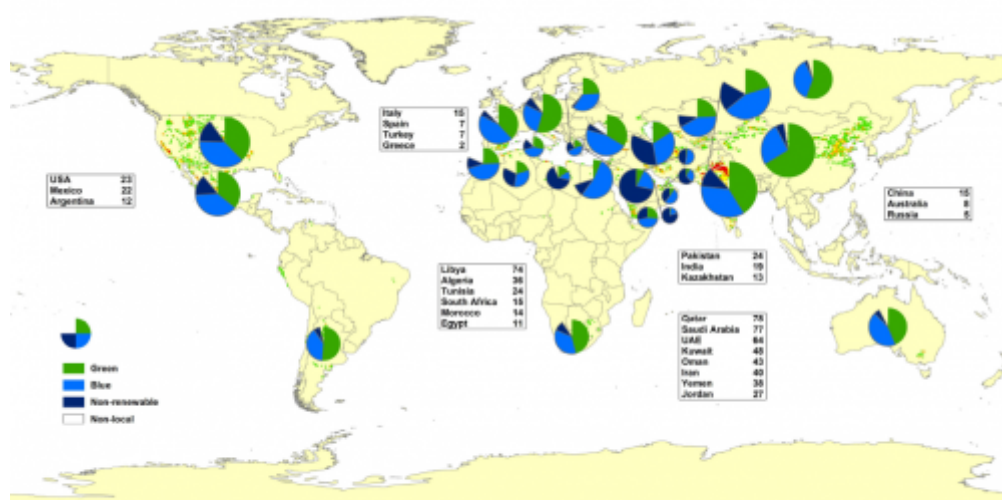 Italy 15
Spain 7
Turkey 7
Greece 2
USA 23
Mexico 22
Argentina 12
China 15
Australia 8
Russia 5
Pakistan 24
India 19
Kazakhstan 13
Libya 74
Algeria 36
Tunisia 24
South Africa 15
Morocco 14
Egypt 11
Qatar 78
Saudi Arabia 77
UAE 64
Kuwait 48
Oman 43
Iran 40
Yemen 38
Jordan 27
Green
Blue
Non-renewable
Non-local